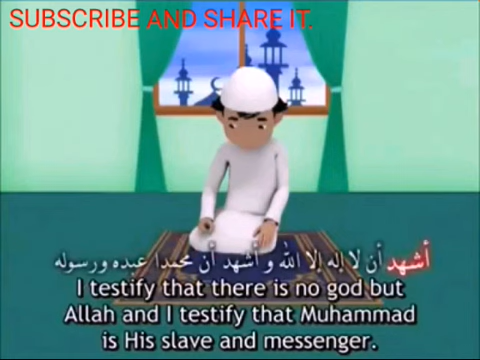 SUBSCRIBE AND SHARE IT.
أشهد أن لا إله إلا الله و أشهد أن محمدا عبده ورسوله
I testify that there is no god but
Allah and I testify that Muhammad
is His slave and messenger.